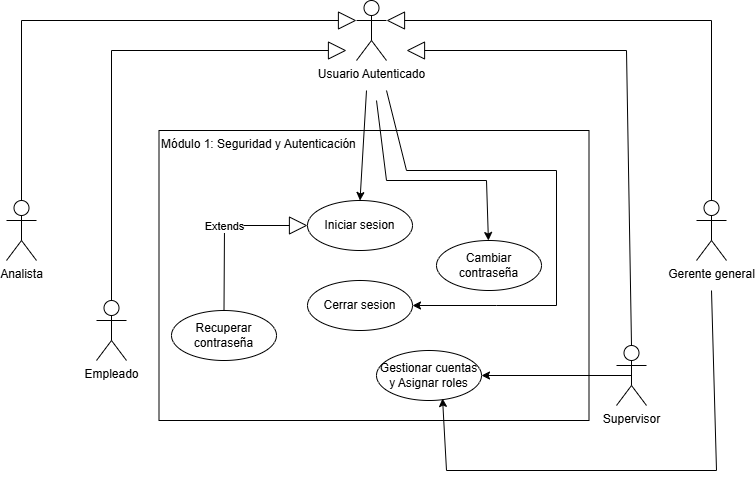 Usuario Autenticado
Módulo 1: Seguridad y Autenticación
Extends
Iniciar sesion
Cambiar
contraseña
Analista
Gerente general
Cerrar sesion
Recuperar
contraseña
Empleado
Gestionar cuentas
y Asignar roles
Supervisor